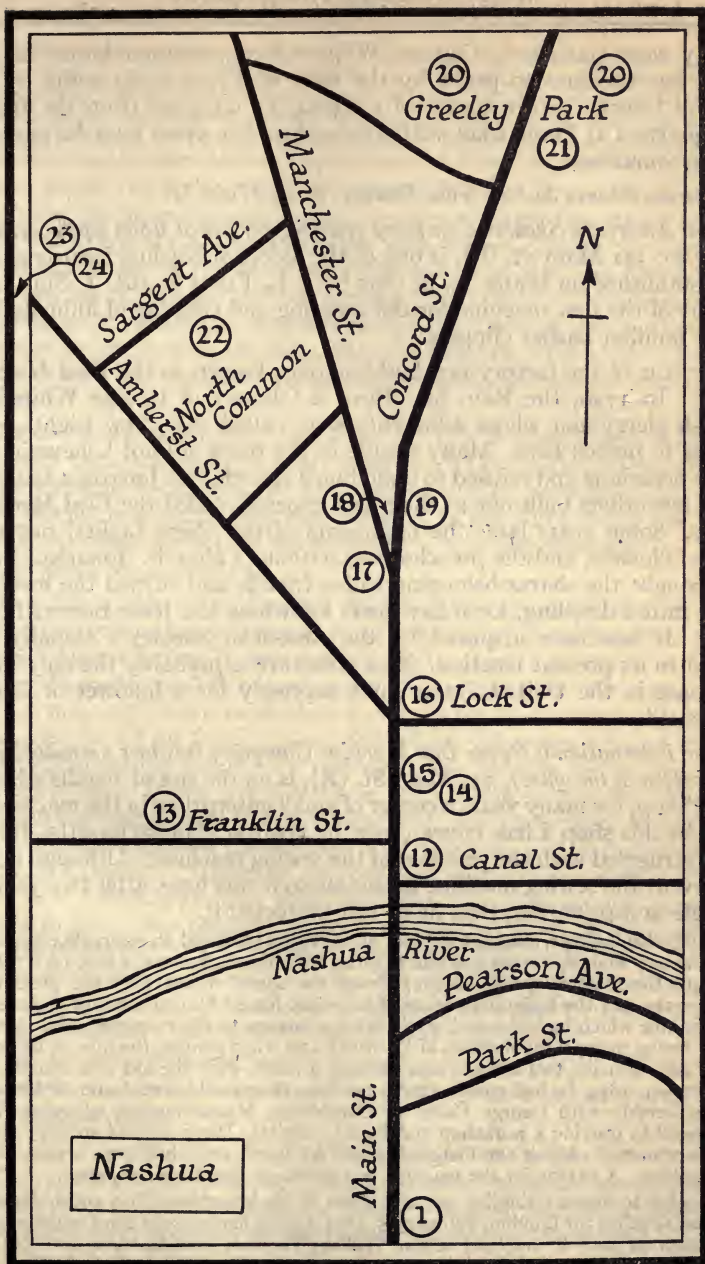 20
20
Greeley Park
21
Manchester St.
N
23
24
Sargent Ave.
Concord St.
22
North
Common
Amherst St.
18
19
17
16 Lock St.
15
14
13 Franklin St.
12 Canal St.
Nashua River
Pearson Ave.
Park St.
Main St.
Nashua
1